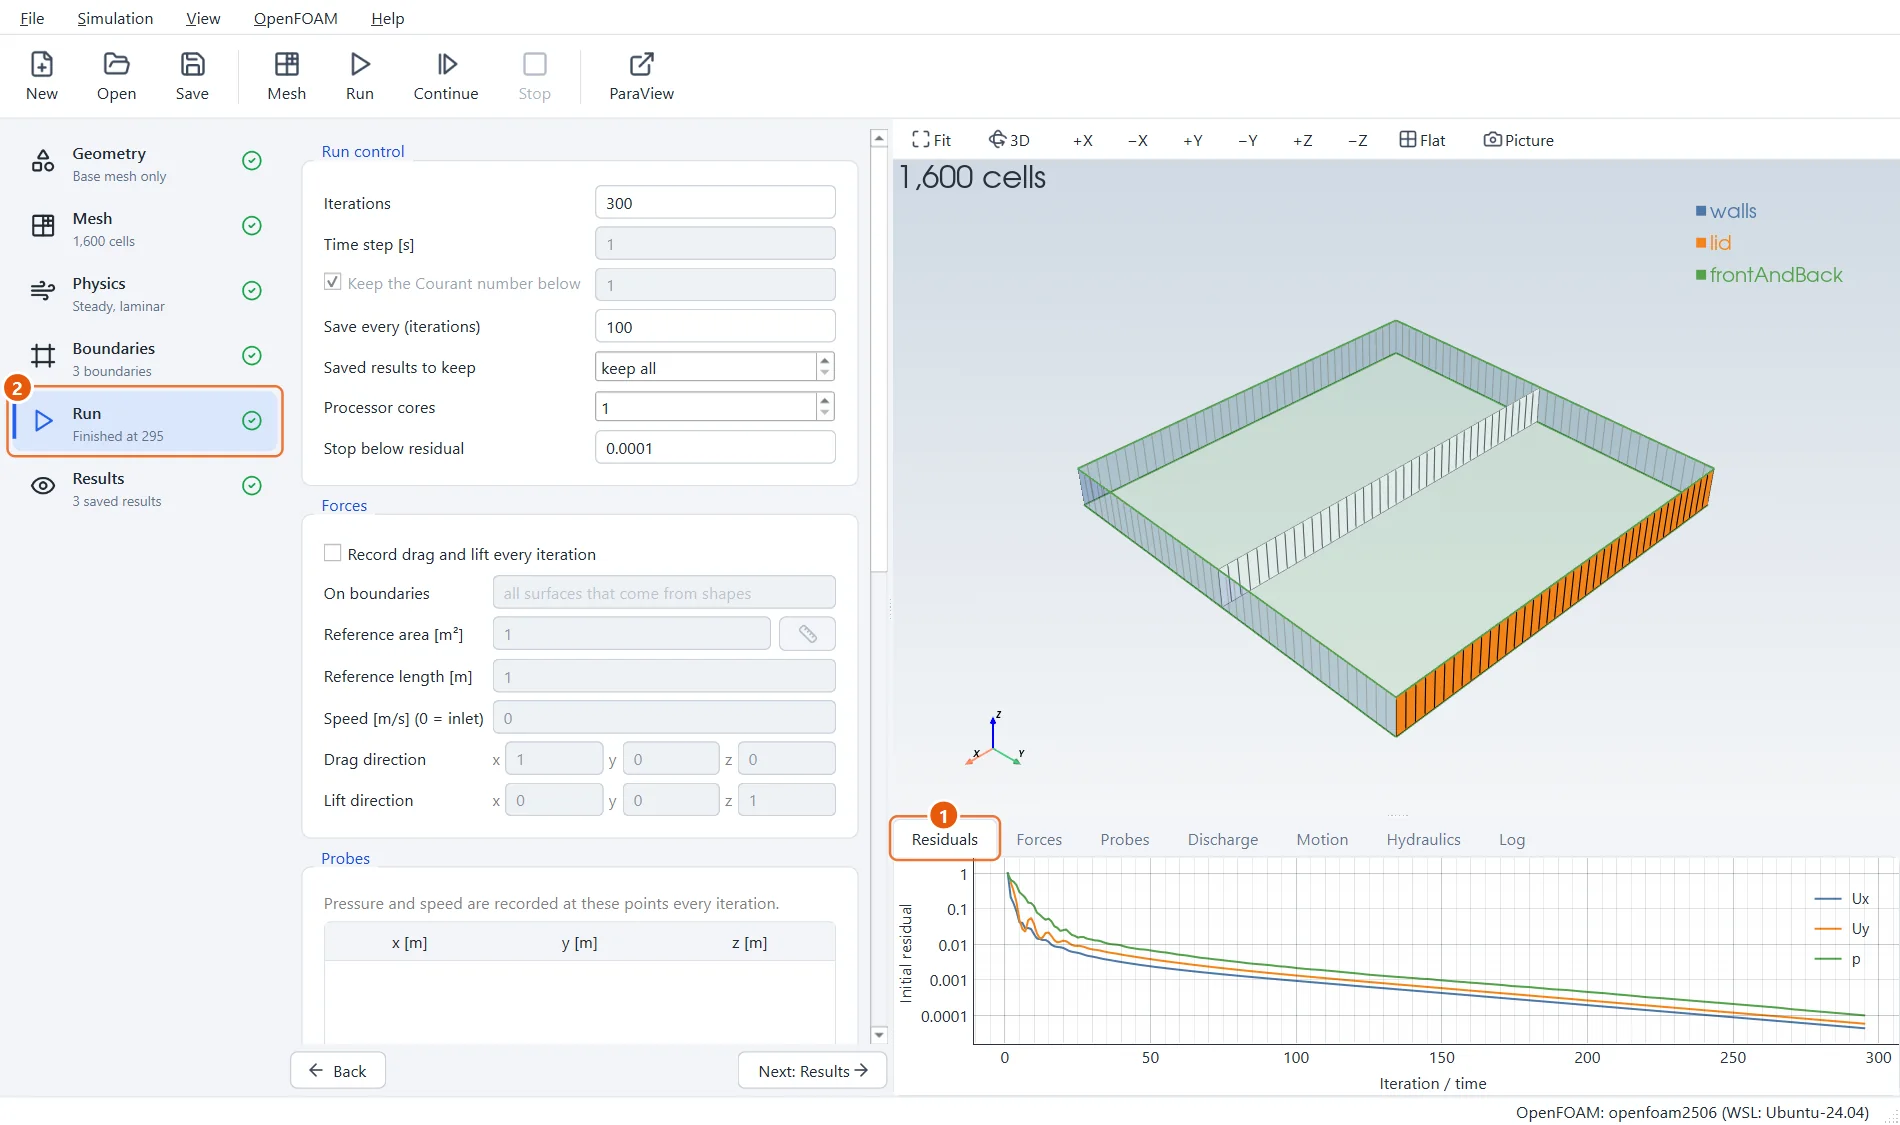 File Simulation View OpenFOAM Help
New Open Save Mesh Run Continue Stop ParaView
Geometry
Base mesh only
Mesh
1,600 cells
Physics
Steady, laminar
Boundaries
3 boundaries
2
Run
Finished at 295
Results
3 saved results
Run control
Iterations 300
Time step [s] 1
Keep the Courant number below 1
Save every (iterations) 100
Saved results to keep keep all
Processor cores 1
Stop below residual 0.0001
Forces
Record drag and lift every iteration
On boundaries all surfaces that come from shapes
Reference area [m²] 1
Reference length [m] 1
Speed [m/s] (0 = inlet) 0
Drag direction x 1 y 0 z 0
Lift direction x 0 y 0 z 1
Probes
Pressure and speed are recorded at these points every iteration.
x [m] y [m] z [m]
Back Next: Results
Fit 3D +X −X +Y −Y +Z −Z Flat Picture
1,600 cells
walls
lid
frontAndBack
Z
X Y
1
Residuals Forces Probes Discharge Motion Hydraulics Log
Initial residual
1
0.1
0.01
0.001
0.0001
Ux
Uy
p
0 50 100 150 200 250 300
Iteration / time
OpenFOAM: openfoam2506 (WSL: Ubuntu-24.04)